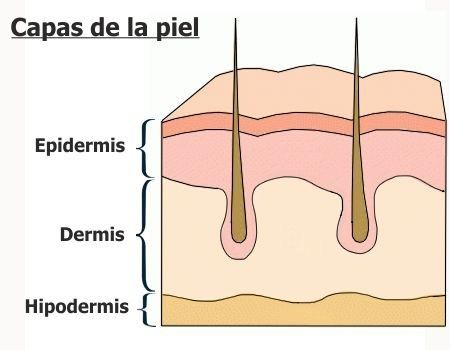 Capas de la piel
Epidermis
Dermis
Hipodermis